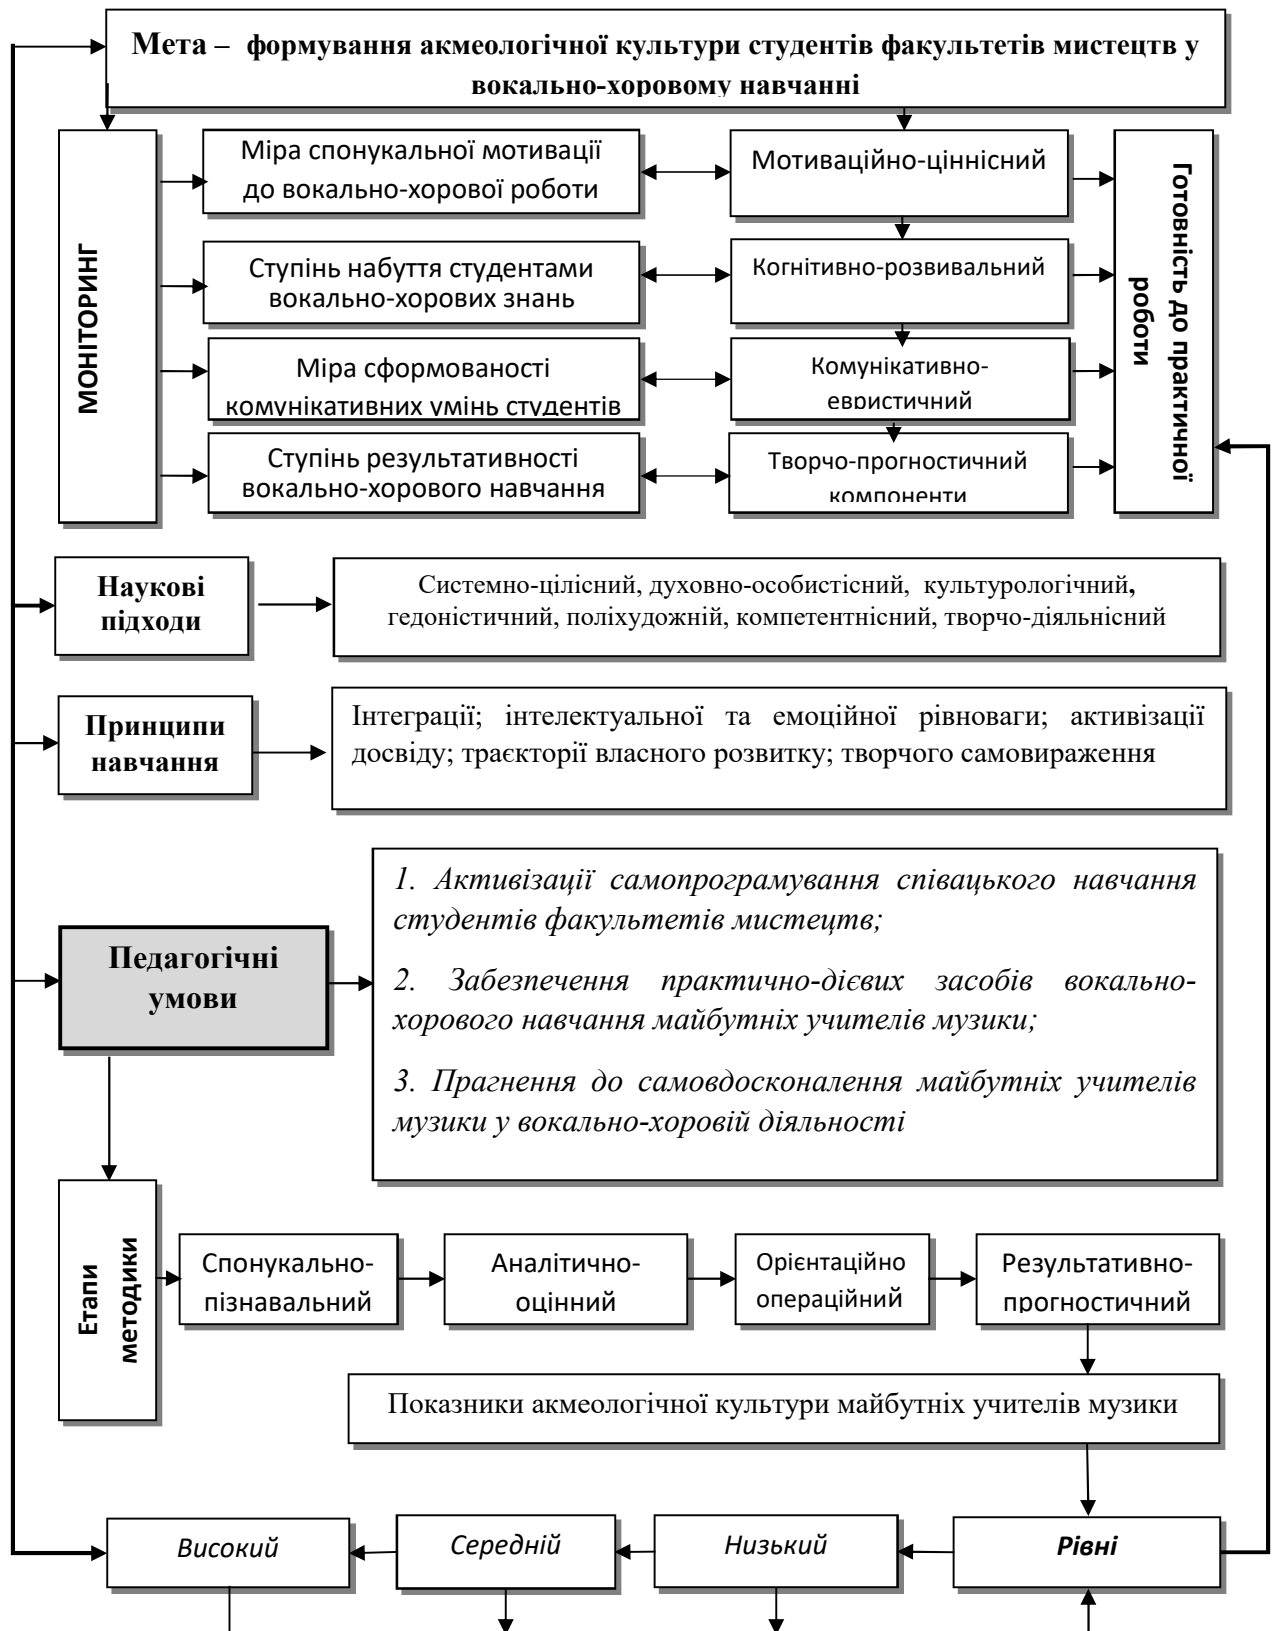 Мета – формування акмеологічної культури студентів факультетів мистецтв у
вокально-хоровому навчанні
МОНІТОРИНГ
Міра спонукальної мотивації
до вокально-хорової роботи
Мотиваційно-ціннісний
Готовність до практичної
роботи
Ступінь набуття студентами
вокально-хорових знань
Когнітивно-розвивальний
Міра сформованості
комунікативних умінь студентів
Комунікативно-
евристичний
Ступінь результативності
вокально-хорового навчання
Творчо-прогностичний
компоненти
Наукові
підходи
Системно-цілісний, духовно-особистісний, культурологічний,
гедоністичний, поліхудожній, компетентнісний, творчо-діяльнісний
Принципи
навчання
Інтеграції; інтелектуальної та емоційної рівноваги; активізації
досвіду; траєкторії власного розвитку; творчого самовираження
Педагогічні
умови
1. Активізації самопрограмування співацького навчання
студентів факультетів мистецтв;
2. Забезпечення практично-дієвих засобів вокально-
хорового навчання майбутніх учителів музики;
3. Прагнення до самовдосконалення майбутніх учителів
музики у вокально-хоровій діяльності
Етапи
методики
Спонукально-
пізнавальний
Аналітично-
оцінний
Орієнтаційно
операційний
Результативно-
прогностичний
Показники акмеологічної культури майбутніх учителів музики
Високий
Середній
Низький
Рівні